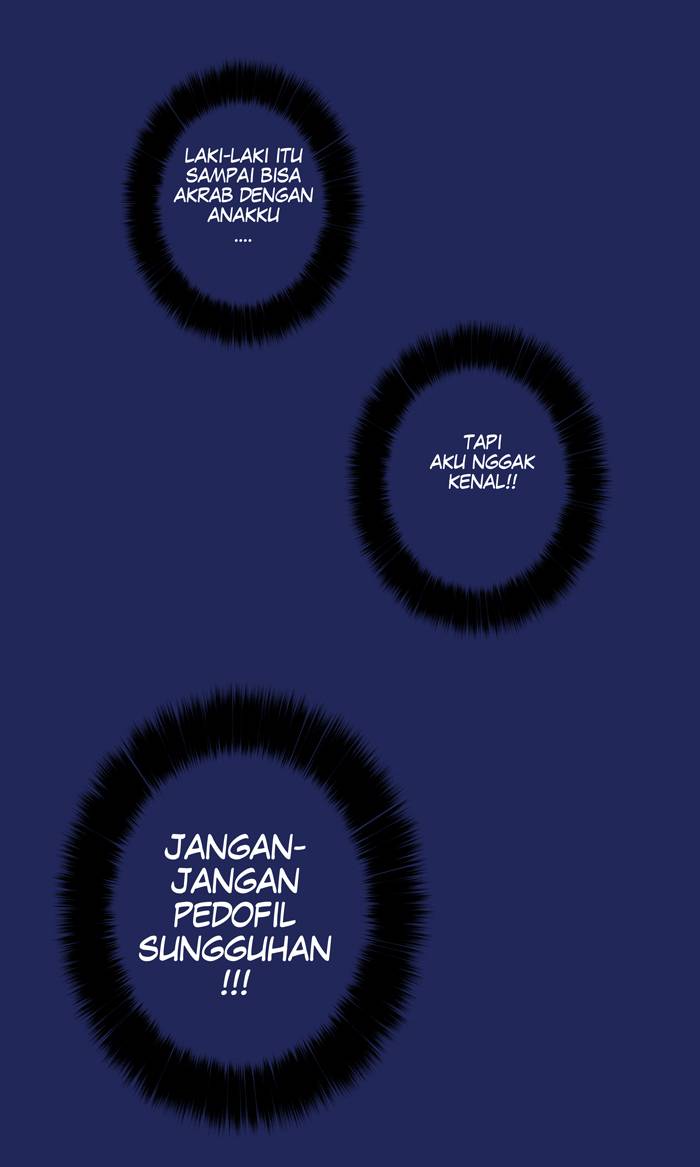 LAKI-LAKI ITU
SAMPAI BISA
AKRAB DENGAN
ANAKKU
....
TAPI
AKU NGGAK
KENAL!!
JANGAN-
JANGAN
PEDOFIL
SUNGGUHAN
!!!